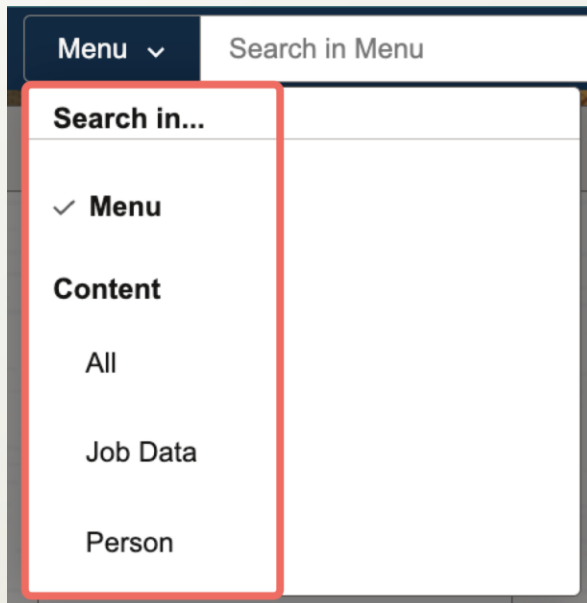 Menu Search in Menu
Search in...
Menu
Content
All
Job Data
Person